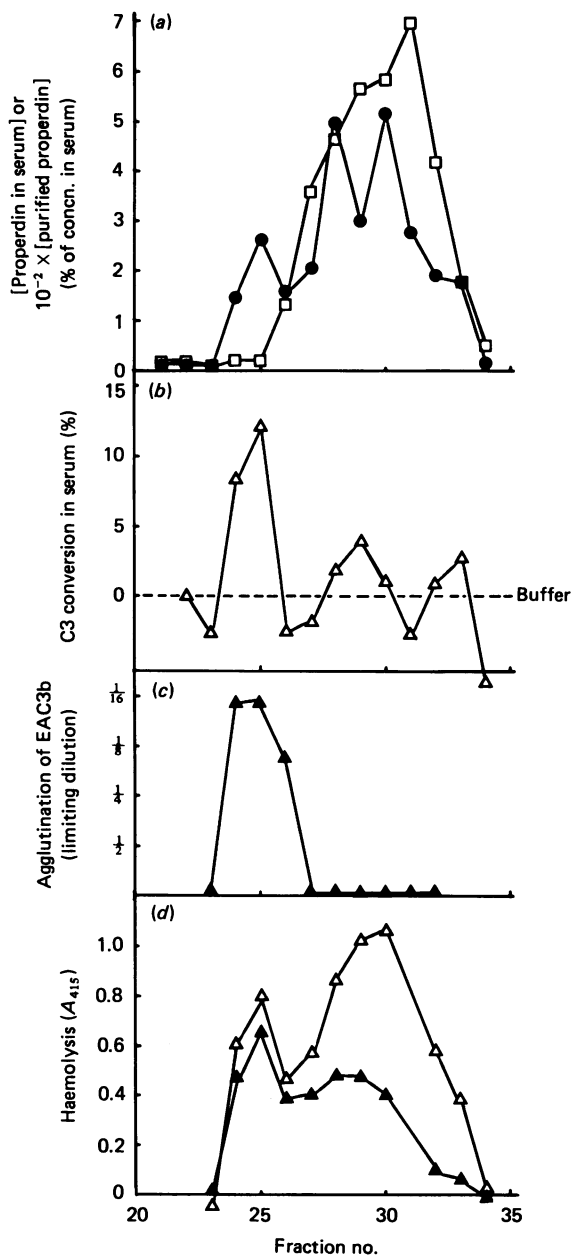 (a)
[Properdin in serum] or
10⁻² × [purified properdin]
(% of concn. in serum)
7
6
5
4
3
2
1
0
(b)
C3 conversion in serum (%)
15
10
5
0
Buffer
(c)
Agglutination of EAC3b
(limiting dilution)
1/16
1/8
1/4
1/2
(d)
Haemolysis (A₄₁₅)
1.0
0.8
0.6
0.4
0.2
0
20
25
30
35
Fraction no.